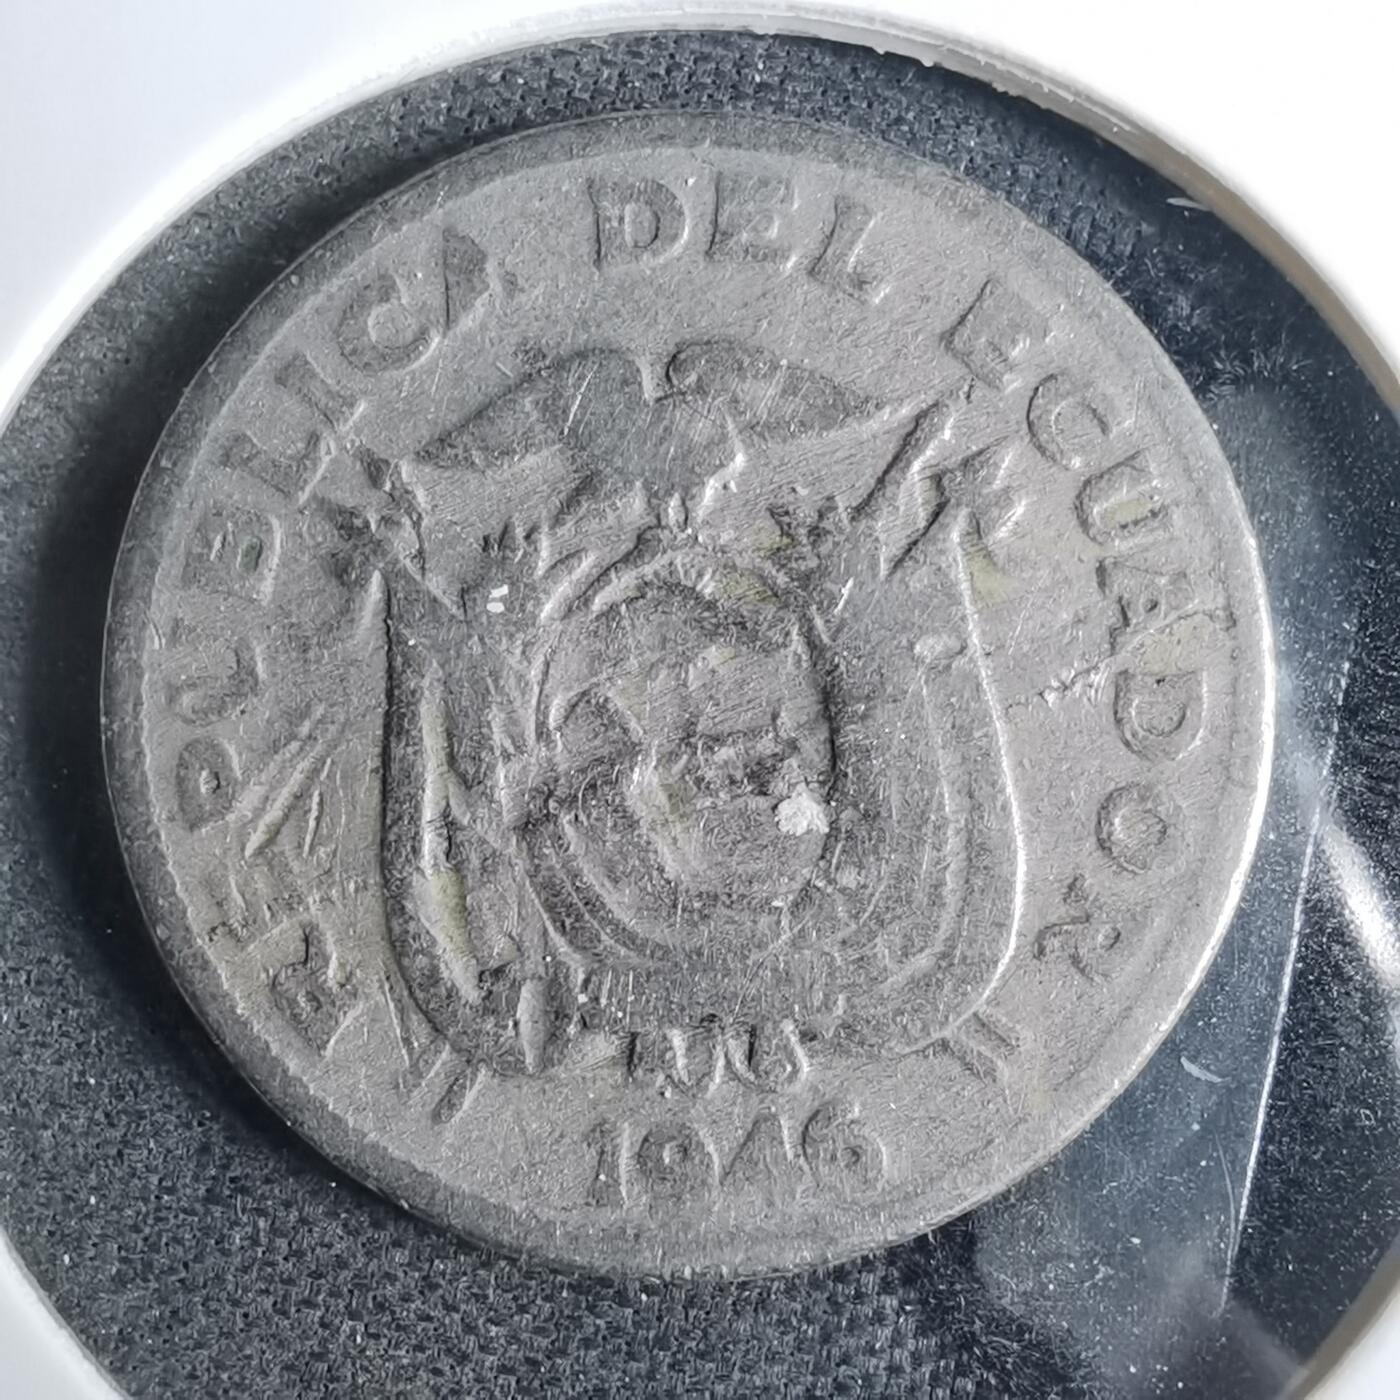 REPUBLICA DEL ECUADOR
1946